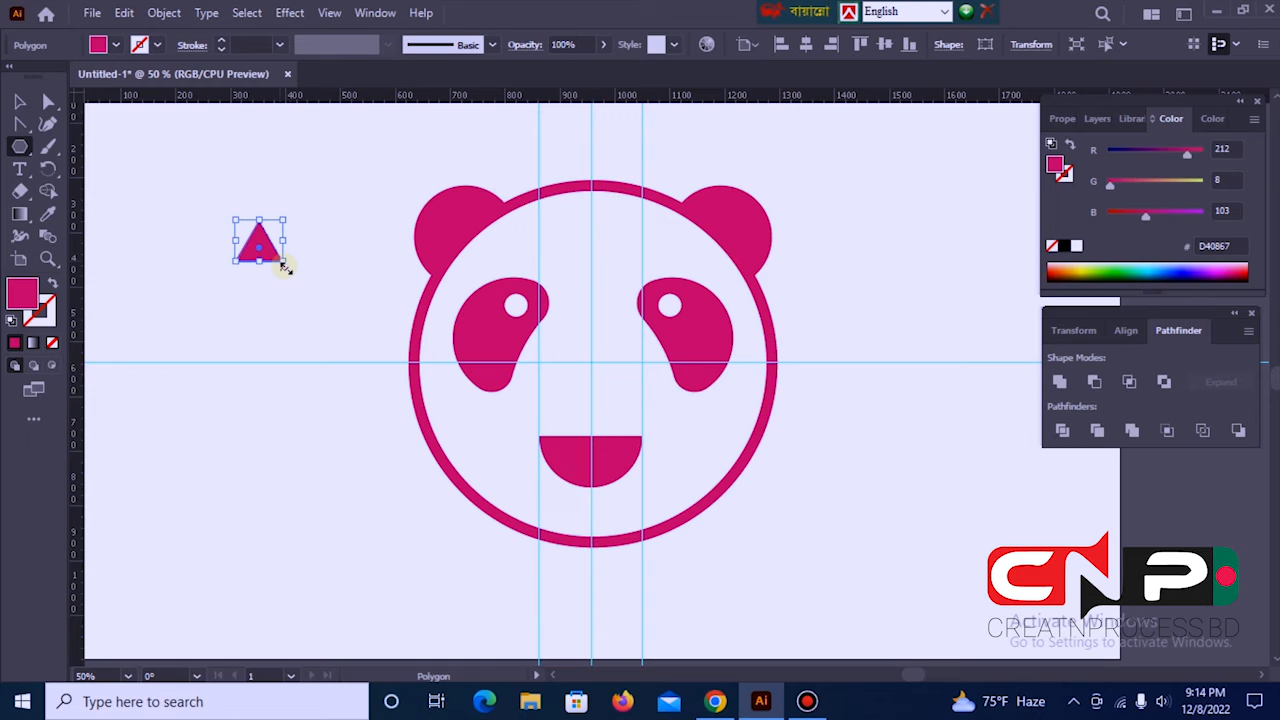 Ai File Edit Object Type Select Effect View Window Help বায়ান্নো English
Polygon Stroke: Basic Opacity: 100% Style: Shape: Transform
Untitled-1* @ 50 % (RGB/CPU Preview)
100 200 300 400 600 700 800 900 1000 1100 1200 1300 1400 1500 1600 1700
Prope Layers Librar Color Color
R 212
G 8
B 103
# D40867
Transform Align Pathfinder
Shape Modes:
Expand
Pathfinders:
CNP
CREATNPROCESS.BD
Activate Windows
Go to Settings to activate Windows.
50% 0° 1 Polygon
Type here to search
Ai
75°F Haze
9:14 PM
12/8/2022